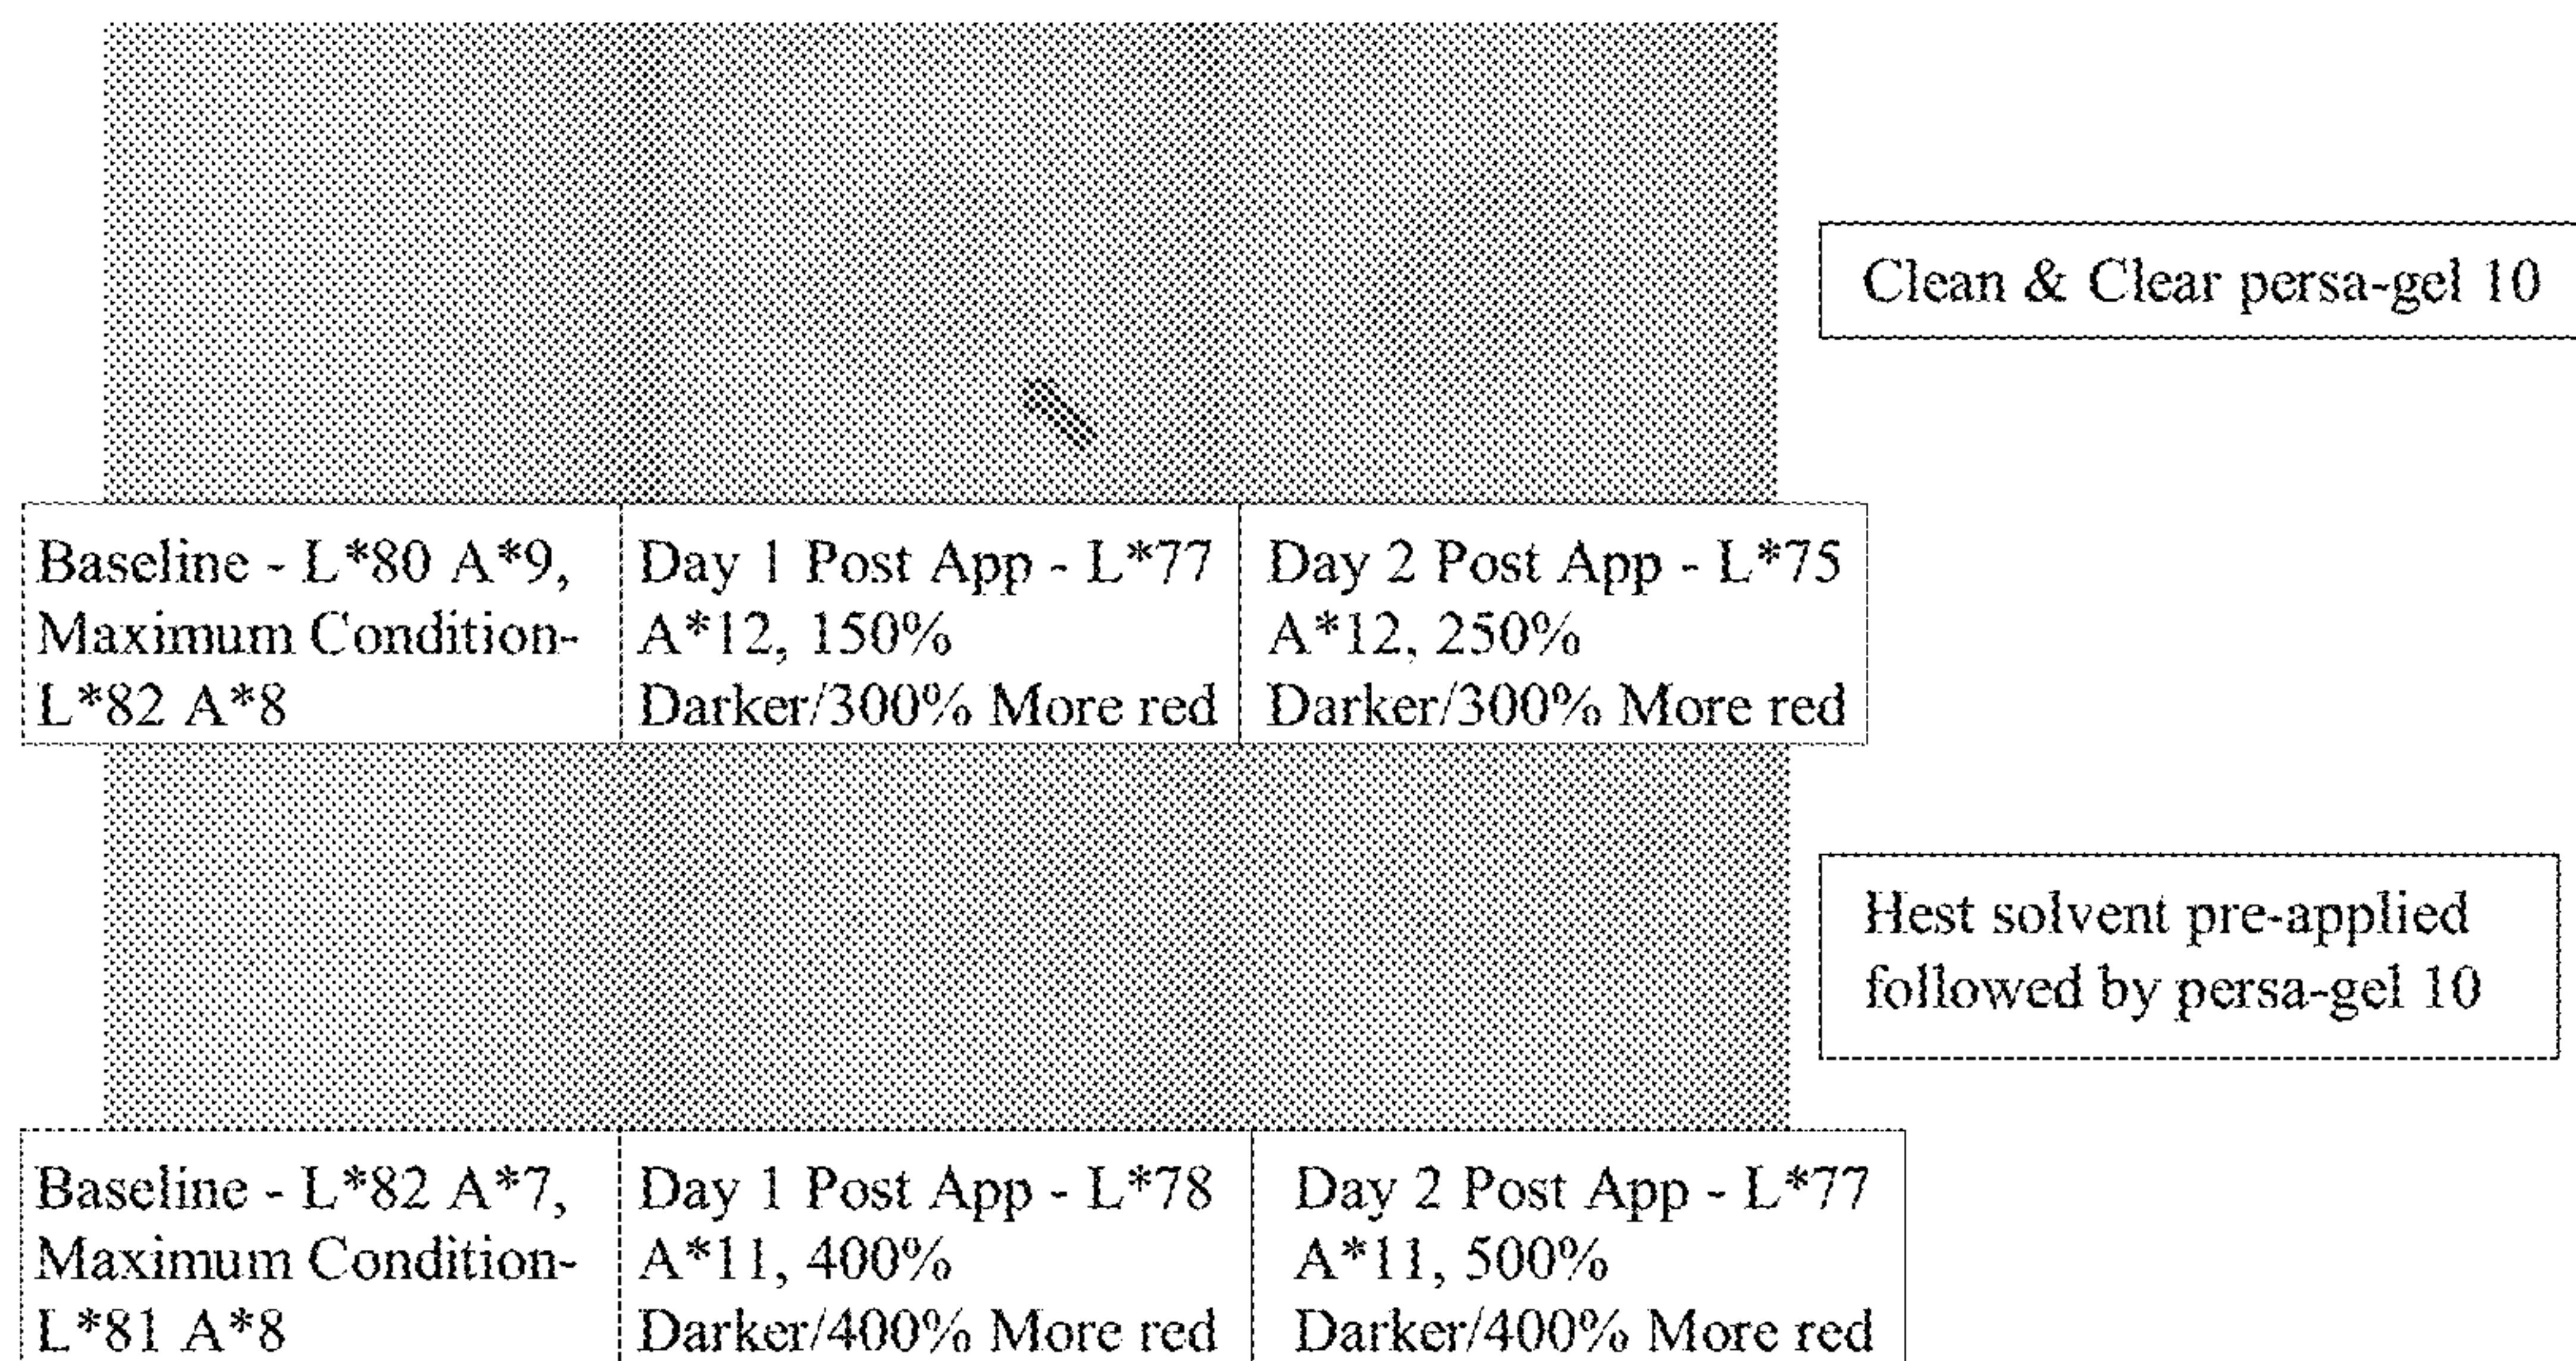 Clean & Clear persa-gel 10
Baseline - L*80 A*9,
Maximum Condition-
L*82 A*8
Day 1 Post App - L*77
A*12, 150%
Darker/300% More red
Day 2 Post App - L*75
A*12, 250%
Darker/300% More red
Hest solvent pre-applied
followed by persa-gel 10
Baseline - L*82 A*7,
Maximum Condition-
L*81 A*8
Day 1 Post App - L*78
A*11, 400%
Darker/400% More red
Day 2 Post App - L*77
A*11, 500%
Darker/400% More red